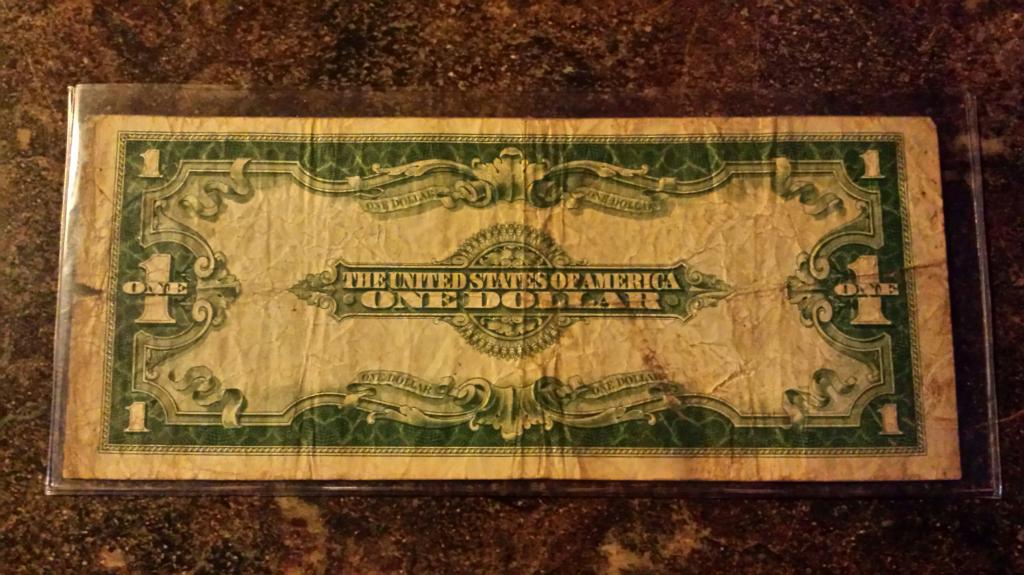 1 1
ONE DOLLAR ONE DOLLAR
THE UNITED STATES OF AMERICA
1 ONE 1 ONE
ONE DOLLAR
ONE DOLLAR ONE DOLLAR
1 1